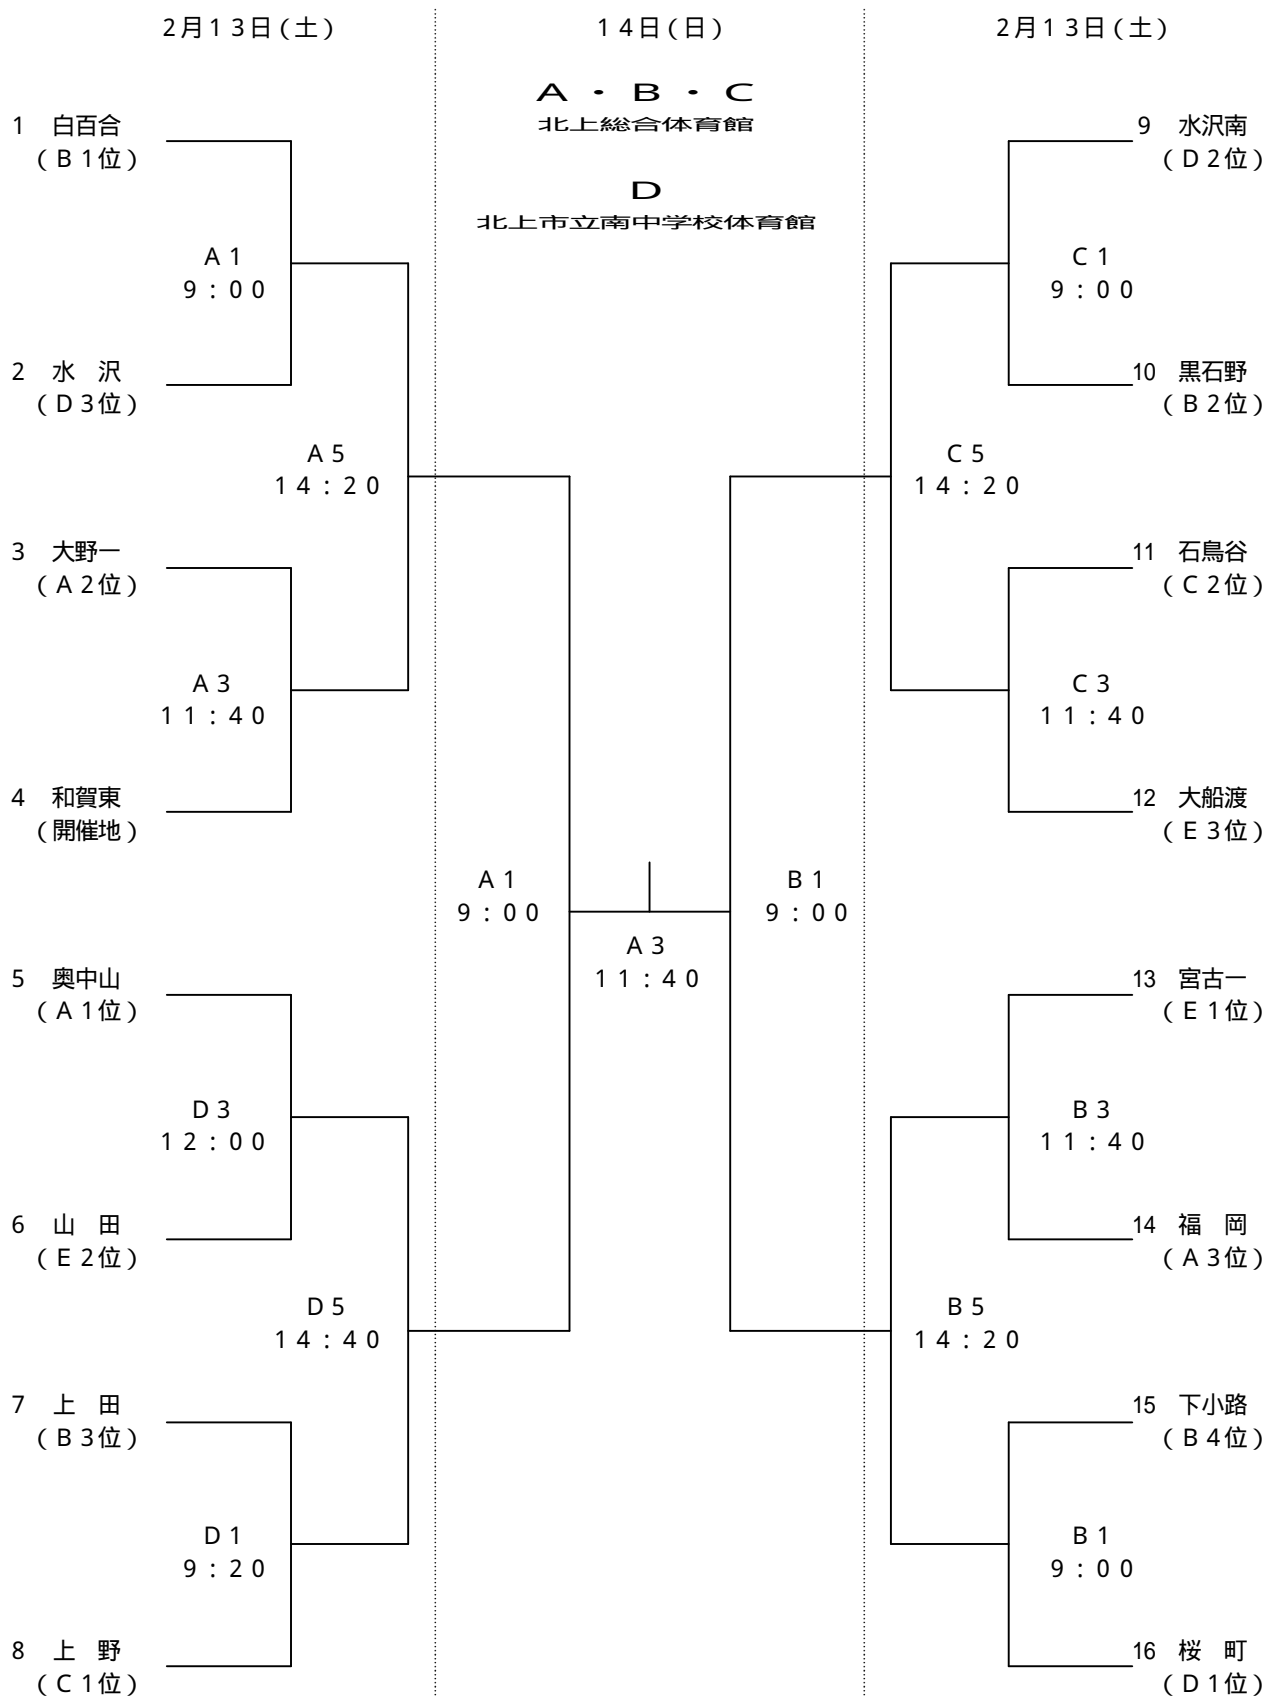 2月13日(土)
14日(日)
2月13日(土)
A・B・C
北上総合体育館
D
北上市立南中学校体育館
1 白百合
(B1位)
A1
9:00
2 水 沢
(D3位)
A5
14:20
3 大野一
(A2位)
A3
11:40
4 和賀東
(開催地)
5 奥中山
(A1位)
D3
12:00
6 山 田
(E2位)
D5
14:40
7 上 田
(B3位)
D1
9:20
8 上 野
(C1位)
A1
9:00
A3
11:40
B1
9:00
9 水沢南
(D2位)
C1
9:00
10 黒石野
(B2位)
C5
14:20
11 石鳥谷
(C2位)
C3
11:40
12 大船渡
(E3位)
13 宮古一
(E1位)
B3
11:40
14 福 岡
(A3位)
B5
14:20
15 下小路
(B4位)
B1
9:00
16 桜 町
(D1位)